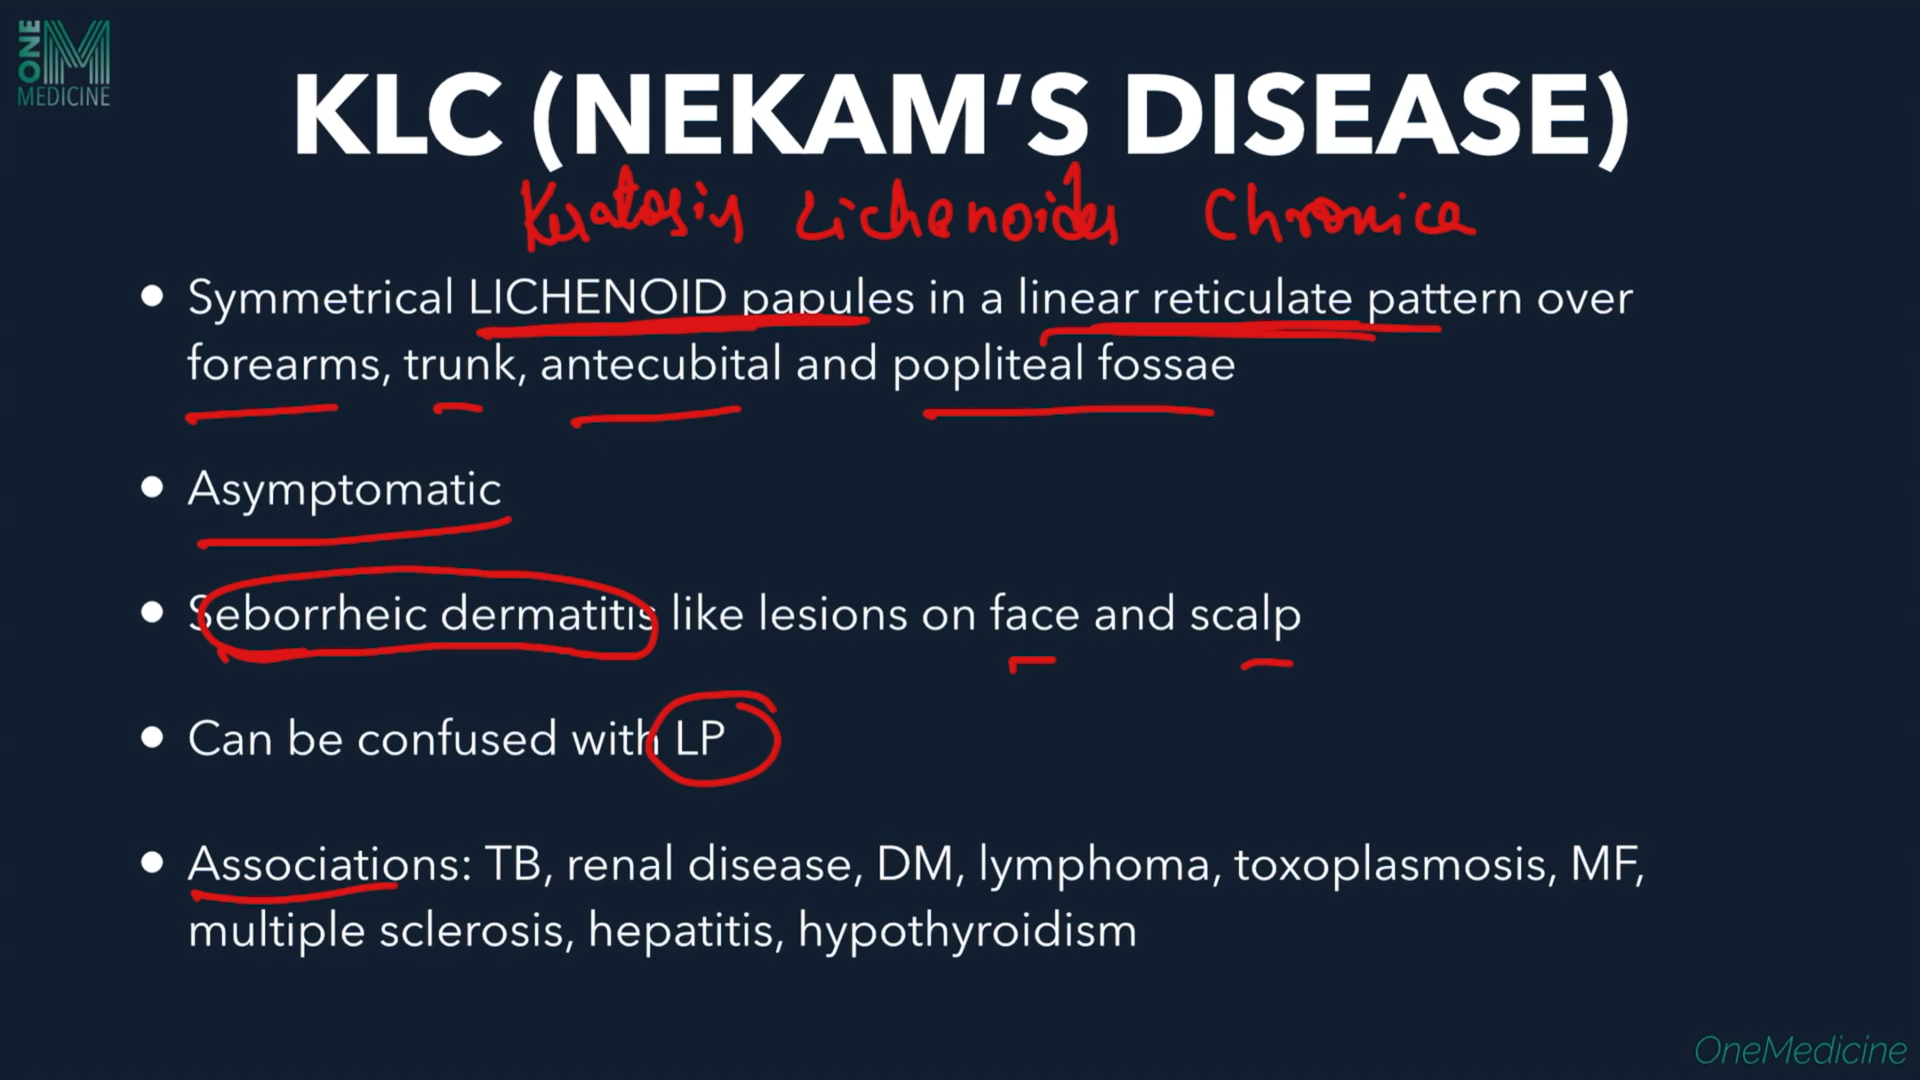 ONE
MEDICINE
KLC (NEKAM’S DISEASE)
Keratosis Lichenoides Chronica
• Symmetrical LICHENOID papules in a linear reticulate pattern over
forearms, trunk, antecubital and popliteal fossae
• Asymptomatic
• Seborrheic dermatitis like lesions on face and scalp
• Can be confused with LP
• Associations: TB, renal disease, DM, lymphoma, toxoplasmosis, MF,
multiple sclerosis, hepatitis, hypothyroidism
OneMedicine